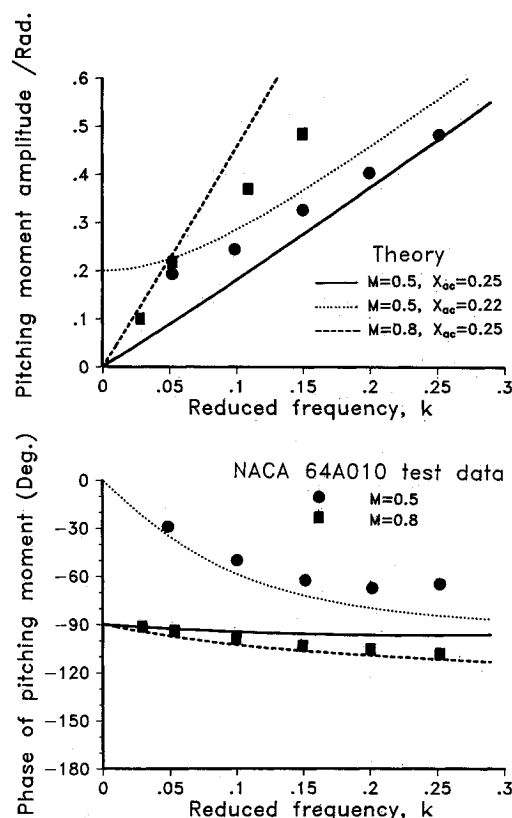 Pitching moment amplitude /Rad.
.6
.5
.4
.3
.2
.1
0
0 .05 .1 .15 .2 .25 .3
Reduced frequency, k
Theory
M=0.5, Xac=0.25
M=0.5, Xac=0.22
M=0.8, Xac=0.25
Phase of pitching moment (Deg.)
0
-30
-60
-90
-120
-150
-180
0 .05 .1 .15 .2 .25 .3
Reduced frequency, k
NACA 64A010 test data
M=0.5
M=0.8